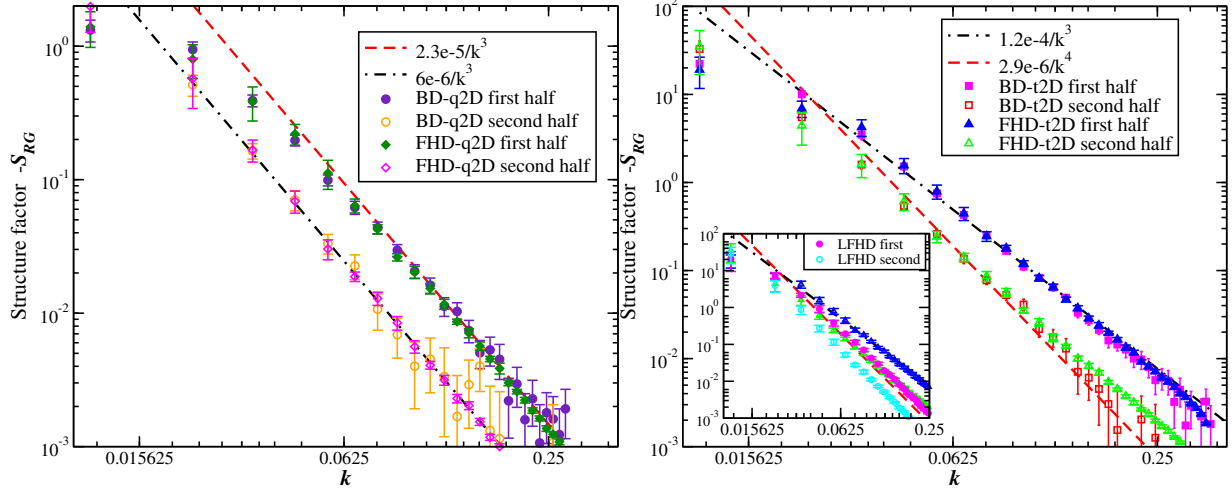 10^0
10^-1
10^-2
10^-3
Structure factor -S_RG
2.3e-5/k^3
6e-6/k^3
BD-q2D first half
BD-q2D second half
FHD-q2D first half
FHD-q2D second half
0.015625
0.0625
0.25
k
10^2
10^1
10^0
10^-1
10^-2
10^-3
Structure factor -S_RG
1.2e-4/k^3
2.9e-6/k^4
BD-t2D first half
BD-t2D second half
FHD-t2D first half
FHD-t2D second half
10^2
10^1
10^0
10^-1
10^-2
10^-3
LFHD first
LFHD second
0.015625
0.0625
0.25
0.015625
0.0625
0.25
k